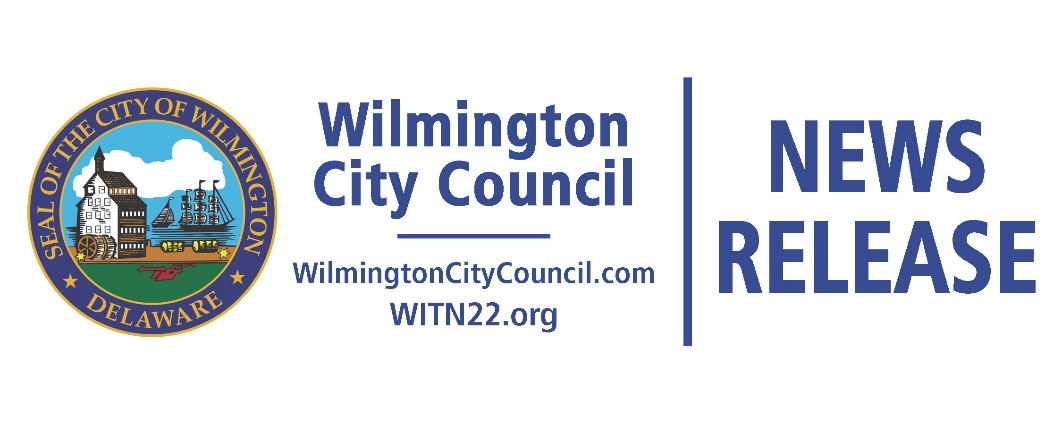 SEAL OF THE CITY OF WILMINGTON
DELAWARE
Wilmington
City Council
WilmingtonCityCouncil.com
WITN22.org
NEWS
RELEASE